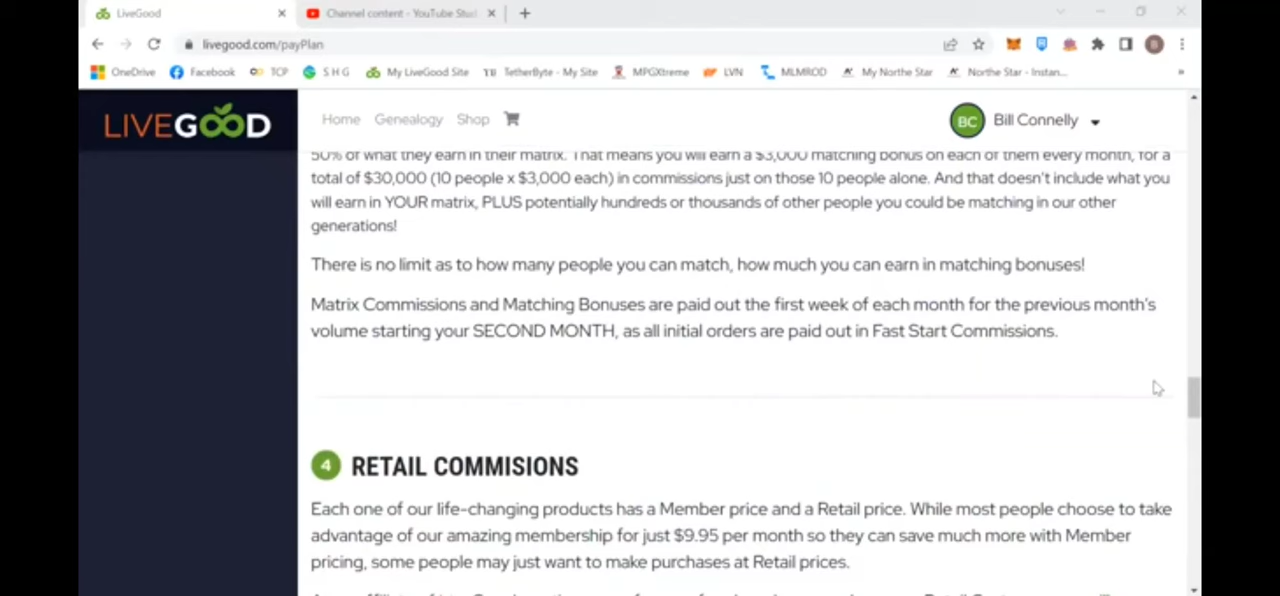 LiveGood
Channel content - YouTube Stud
livegood.com/payPlan
B
OneDrive Facebook TCP S H G My LiveGood Site TB TetherByte - My Site MPGXtreme LVN MLMROD My Northe Star Northe Star - Instan...
LIVEGOOD
Home Genealogy Shop
BC Bill Connelly
50% of what they earn in their matrix. That means you will earn a $3,000 matching bonus on each of them every month, for a
total of $30,000 (10 people x $3,000 each) in commissions just on those 10 people alone. And that doesn't include what you
will earn in YOUR matrix, PLUS potentially hundreds or thousands of other people you could be matching in our other
generations!
There is no limit as to how many people you can match, how much you can earn in matching bonuses!
Matrix Commissions and Matching Bonuses are paid out the first week of each month for the previous month's
volume starting your SECOND MONTH, as all initial orders are paid out in Fast Start Commissions.
4 RETAIL COMMISIONS
Each one of our life-changing products has a Member price and a Retail price. While most people choose to take
advantage of our amazing membership for just $9.95 per month so they can save much more with Member
pricing, some people may just want to make purchases at Retail prices.